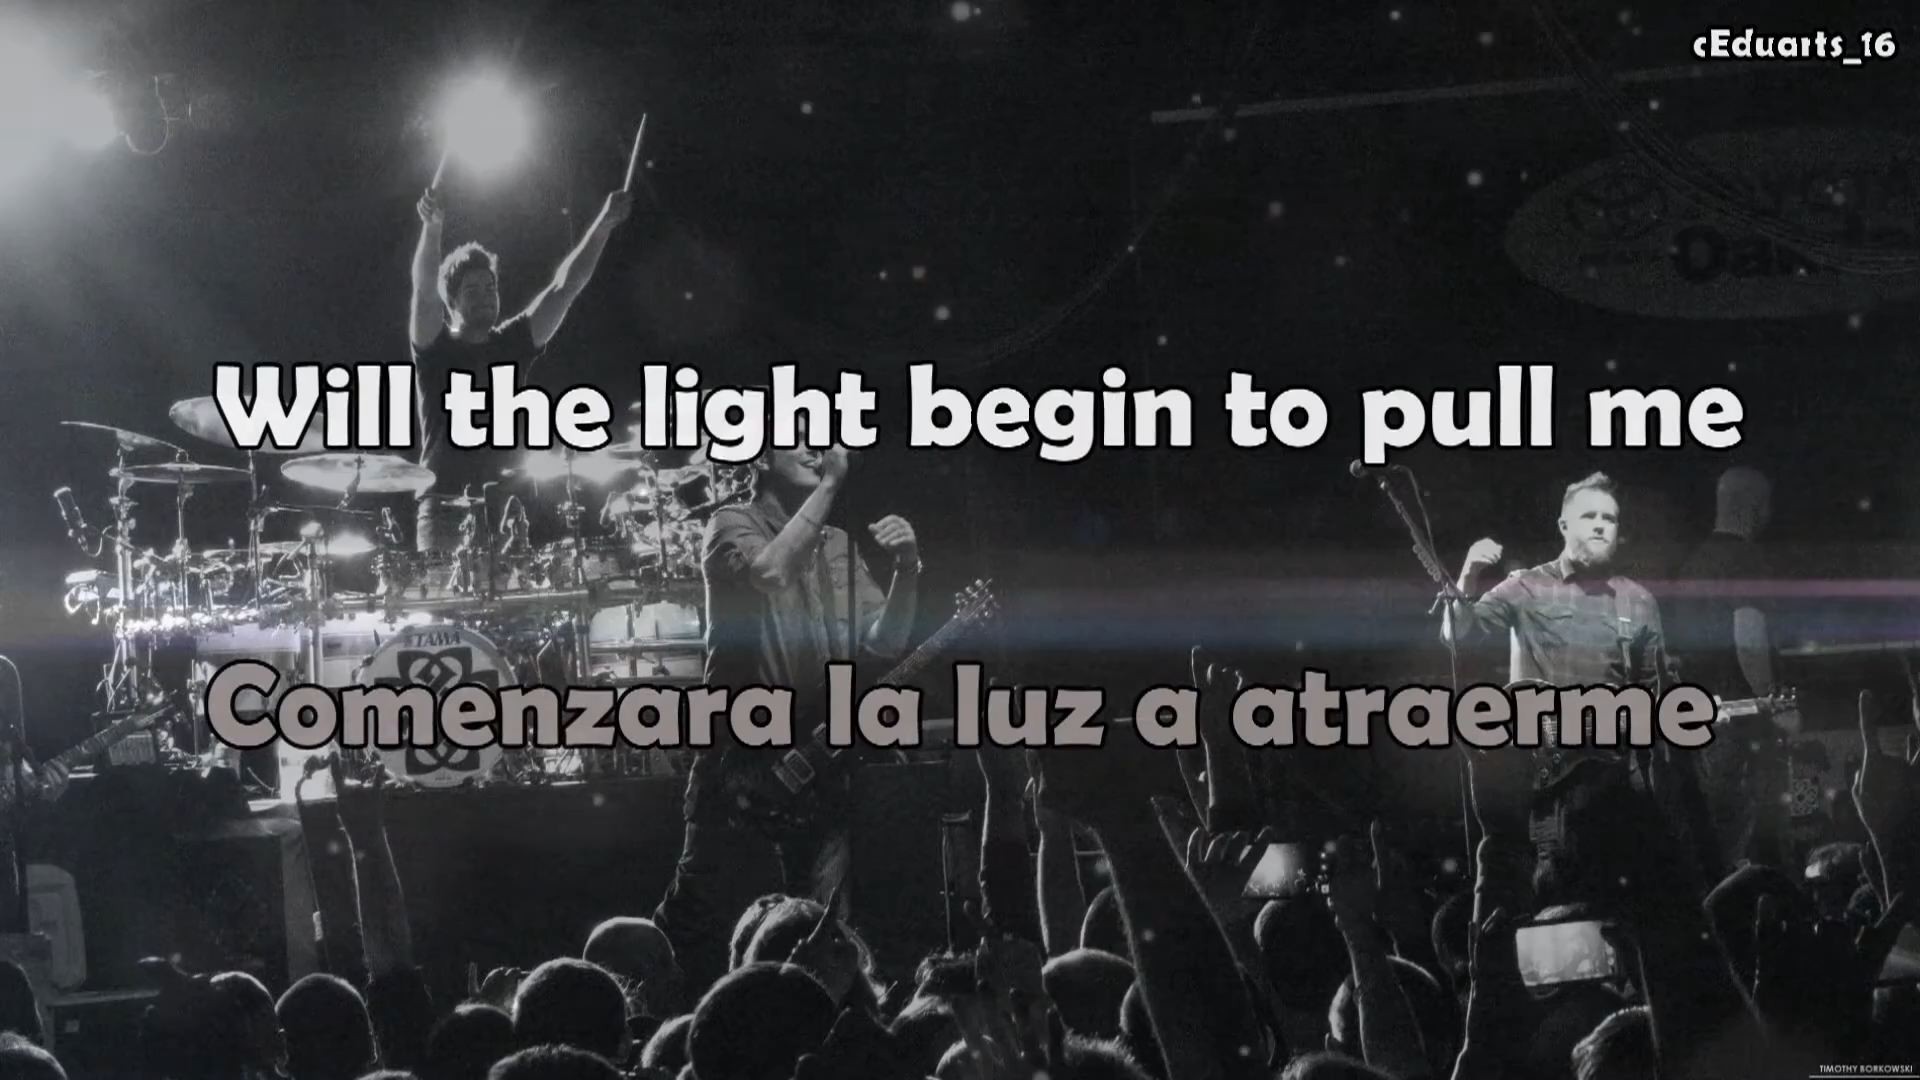 cEduarts_16
Will the light begin to pull me
TAMA
Comenzara la luz a atraerme
TIMOTHY BORKOWSKI